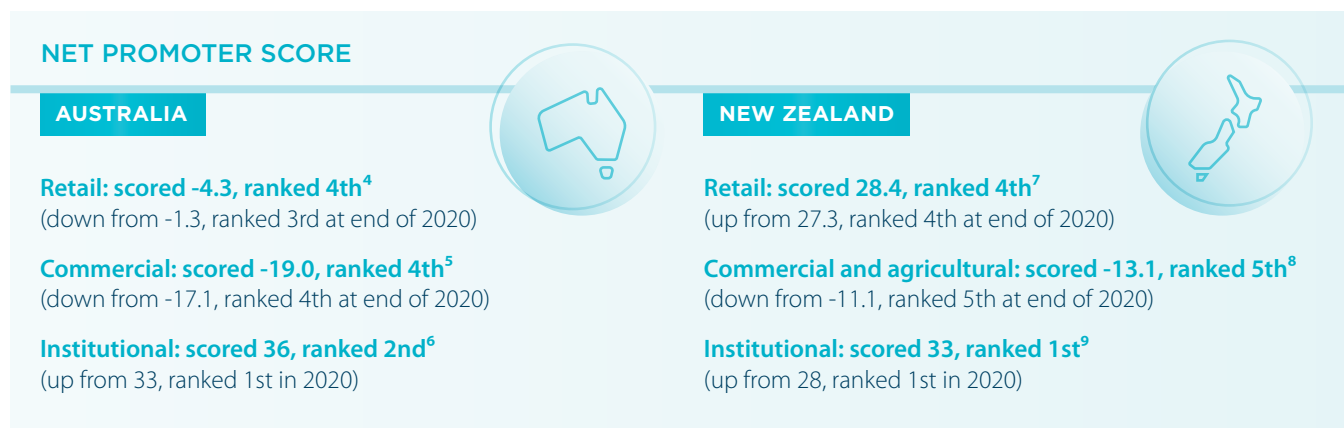 NET PROMOTER SCORE
AUSTRALIA
Retail: scored -4.3, ranked 4th⁴
(down from -1.3, ranked 3rd at end of 2020)
Commercial: scored -19.0, ranked 4th⁵
(down from -17.1, ranked 4th at end of 2020)
Institutional: scored 36, ranked 2nd⁶
(up from 33, ranked 1st in 2020)
NEW ZEALAND
Retail: scored 28.4, ranked 4th⁷
(up from 27.3, ranked 4th at end of 2020)
Commercial and agricultural: scored -13.1, ranked 5th⁸
(down from -11.1, ranked 5th at end of 2020)
Institutional: scored 33, ranked 1st⁹
(up from 28, ranked 1st in 2020)